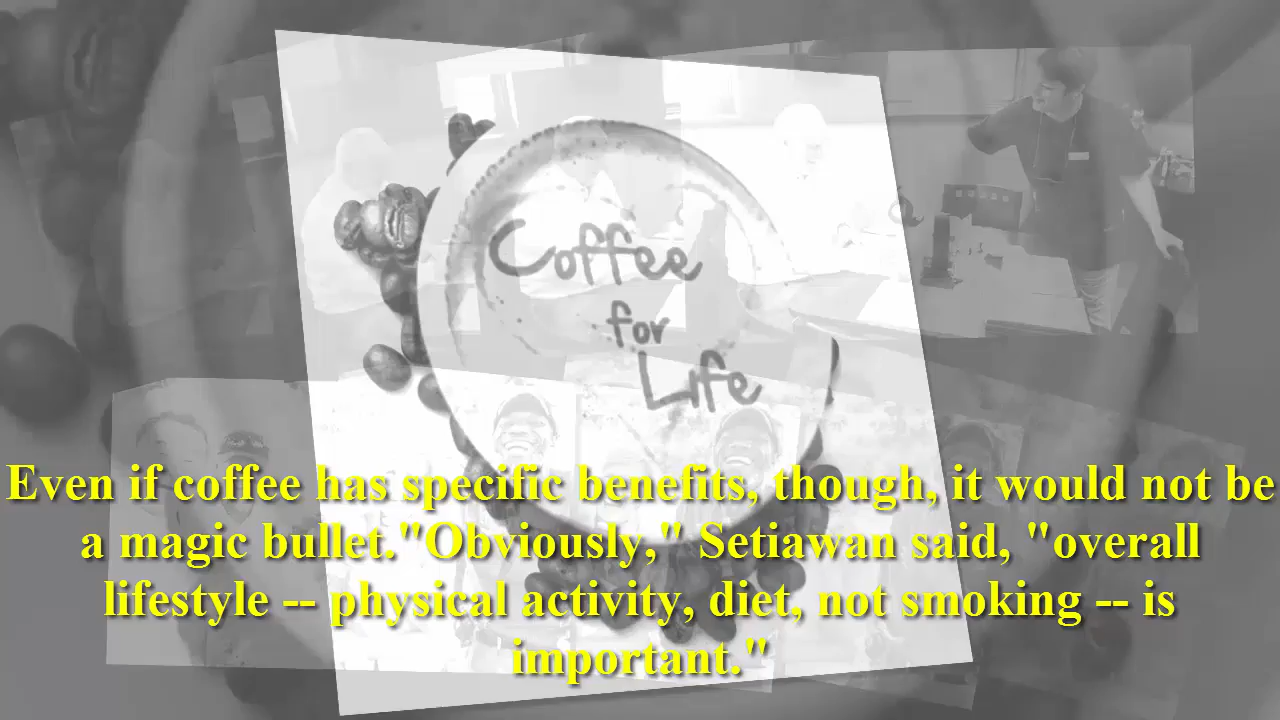 Coffee
for
Life
Even if coffee has specific benefits, though, it would not be
a magic bullet."Obviously," Setiawan said, "overall
lifestyle -- physical activity, diet, not smoking -- is
important."